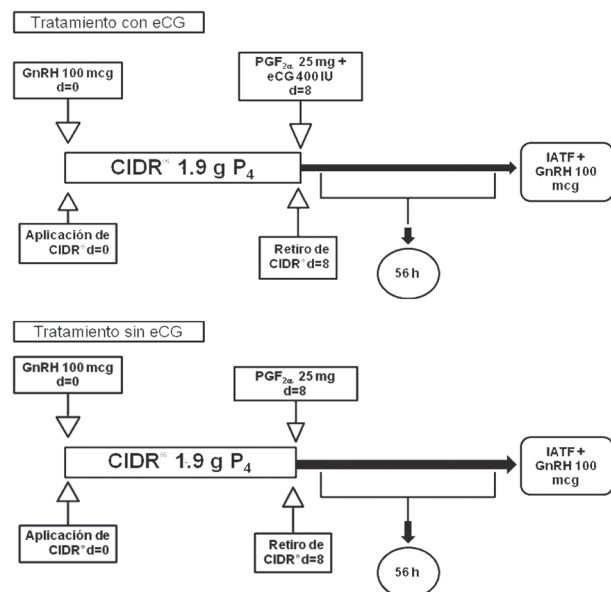 Tratamiento con eCG
GnRH 100 mcg
d=0
PGF2α 25 mg +
eCG 400 IU
d=8
CIDR® 1.9 g P4
IATF +
GnRH 100
mcg
Aplicación de
CIDR®d=0
Retiro de
CIDR®d=8
56 h
Tratamiento sin eCG
GnRH 100 mcg
d=0
PGF2α 25 mg
d=8
CIDR® 1.9 g P4
IATF +
GnRH 100
mcg
Aplicación de
CIDR®d=0
Retiro de
CIDR®d=8
56 h